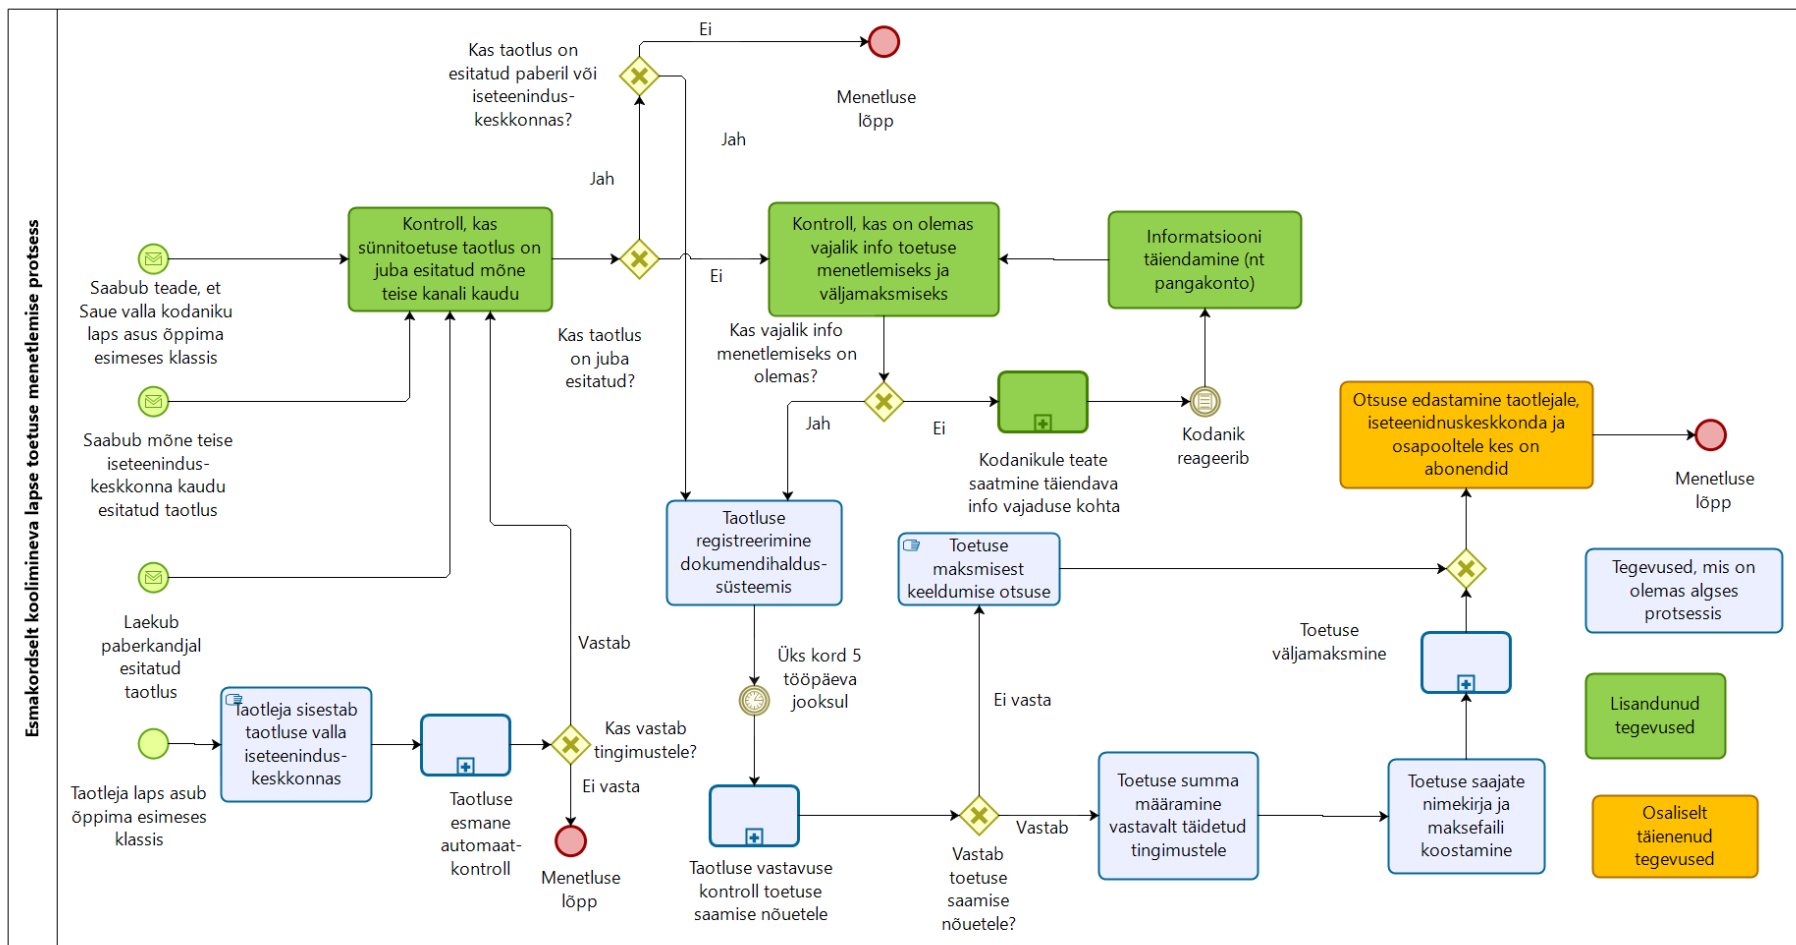 Esmakordselt koolimineva lapse toetuse menetlemise protsess
Kas taotlus on
esitatud paberil või
iseteenindus-
keskkonnas?
Ei
Menetluse
lõpp
Jah
Jah
Kontroll, kas
sünnitoetuse taotlus on
juba esitatud mõne
teise kanali kaudu
Kontroll, kas on olemas
vajalik info toetuse
menetlemiseks ja
väljamaksmiseks
Informatsiooni
täiendamine (nt
pangakonto)
Ei
Saabub teade, et
Saue valla kodaniku
laps asus õppima
esimeses klassis
Kas taotlus
on juba
esitatud?
Kas vajalik info
menetlemiseks on
olemas?
Jah
Ei
Kodanik
reageerib
Otsuse edastamine taotlejale,
iseteenidnuskeskkonda ja
osapooltele kes on
abonendid
Menetluse
lõpp
Saabub mõne teise
iseteenindus-
keskkonna kaudu
esitatud taotlus
Kodanikule teate
saatmine täiendava
info vajaduse kohta
Taotluse
registreerimine
dokumendihaldus-
süsteemis
Toetuse
maksmisest
keeldumise otsuse
Tegevused, mis on
olemas algses
protsessis
Laekub
paberkandjal
esitatud
taotlus
Vastab
Üks kord 5
tööpäeva
jooksul
Toetuse
väljamaksmine
Ei vasta
Lisandunud
tegevused
Taotleja sisestab
taotluse valla
iseteenindus-
keskkonnas
Kas vastab
tingimustele?
Ei vasta
Taotleja laps asub
õppima esimeses
klassis
Taotluse
esmane
automaat-
kontroll
Menetluse
lõpp
Taotluse vastavuse
kontroll toetuse
saamise nõuetele
Vastab
Vastab
toetuse
saamise
nõuetele?
Toetuse summa
määramine
vastavalt täidetud
tingimustele
Toetuse saajate
nimekirja ja
maksefaili
koostamine
Osaliselt
täienenud
tegevused